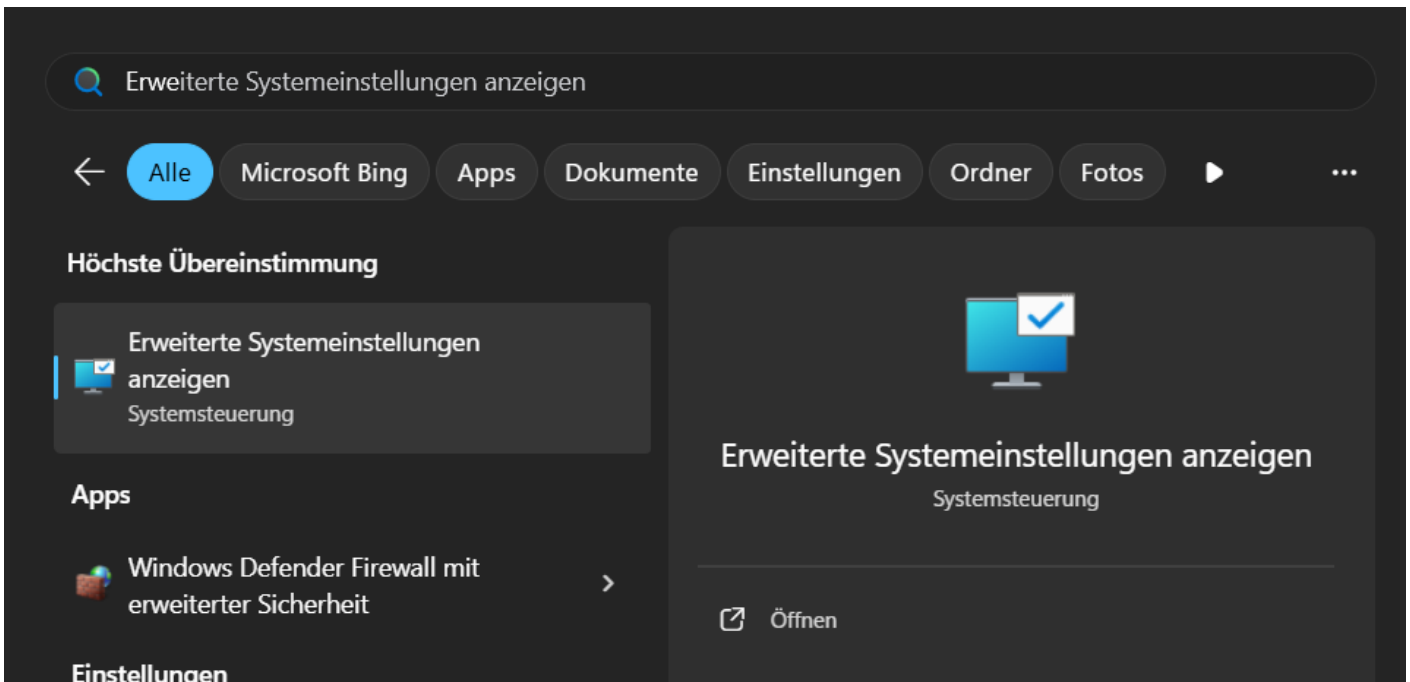 Erweiterte Systemeinstellungen anzeigen
Alle Microsoft Bing Apps Dokumente Einstellungen Ordner Fotos
Höchste Übereinstimmung
Erweiterte Systemeinstellungen
anzeigen
Systemsteuerung
Apps
Windows Defender Firewall mit
erweiterter Sicherheit
Einstellungen
Erweiterte Systemeinstellungen anzeigen
Systemsteuerung
Öffnen